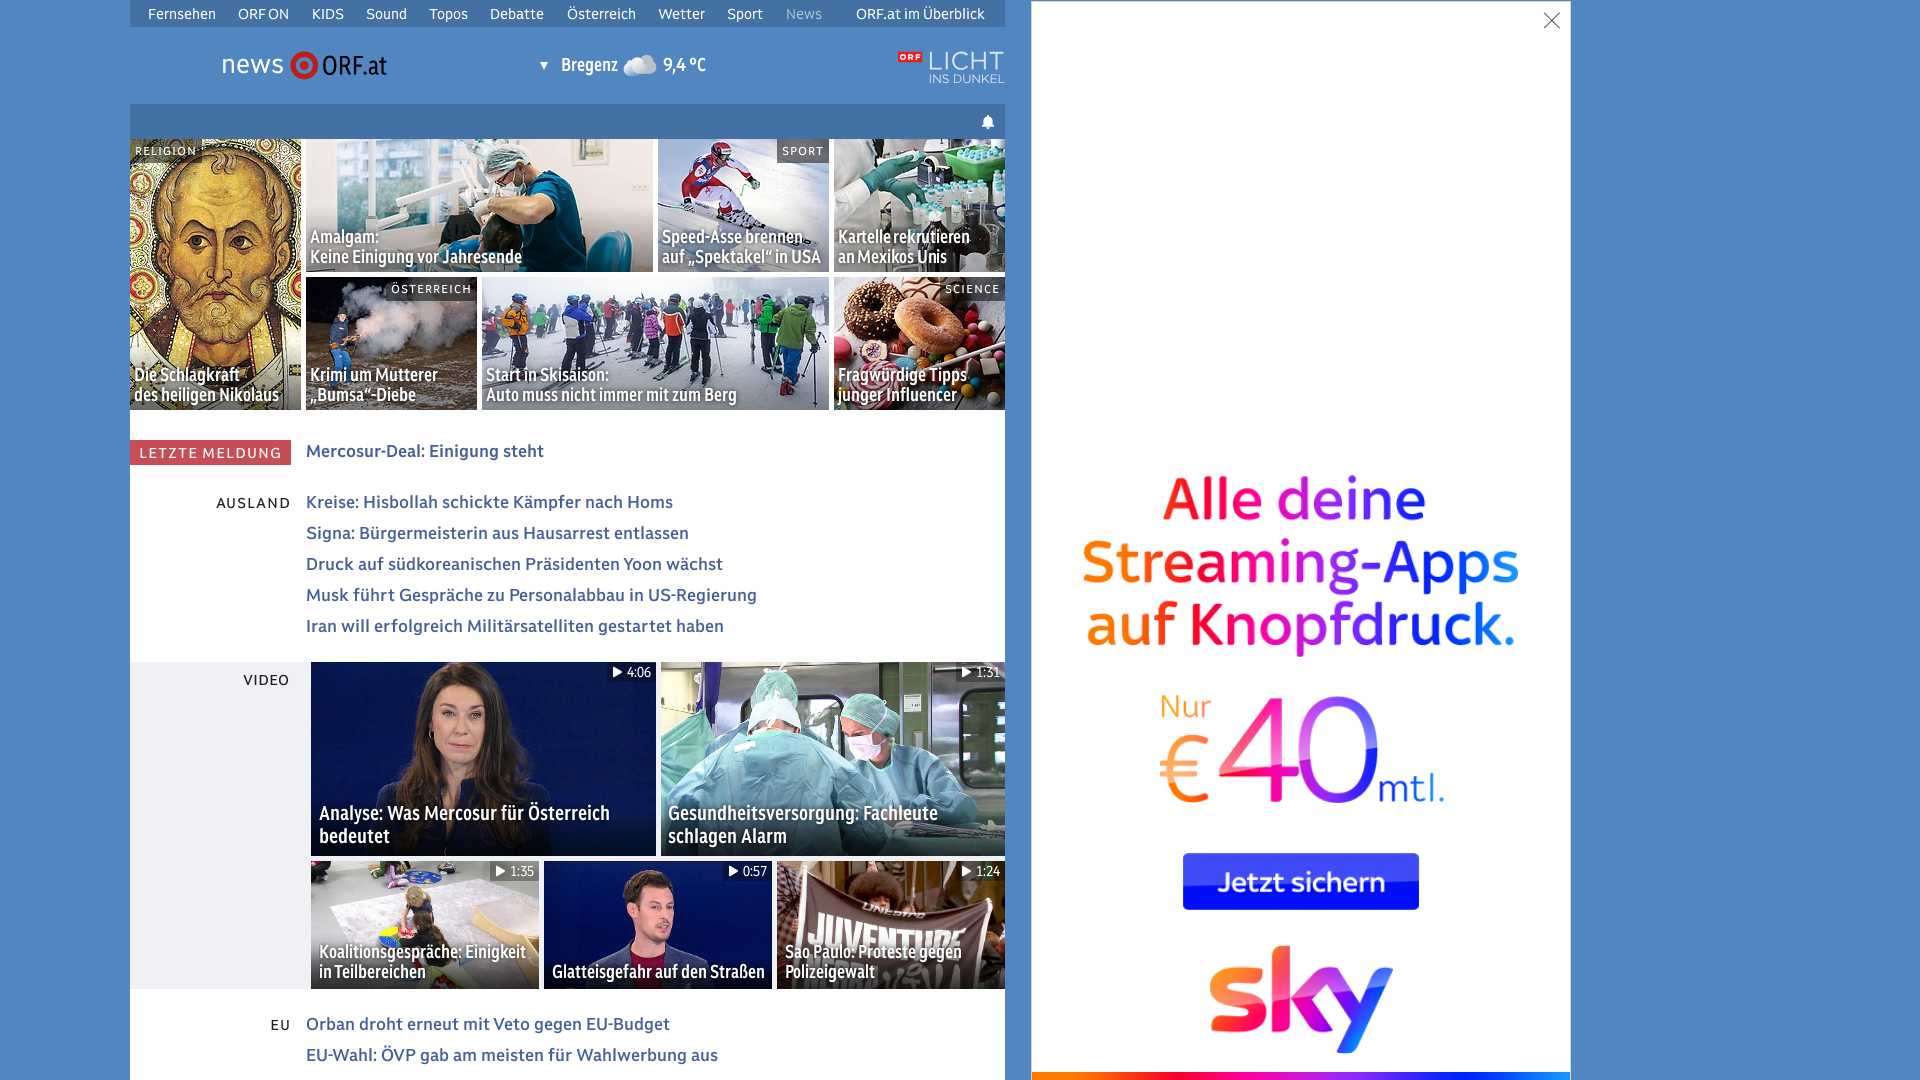 Fernsehen ORF ON KIDS Sound Topos Debatte Österreich Wetter Sport News ORF.at im Überblick
news ORF.at
Bregenz 9,4 °C
ORF LICHT
INS DUNKEL
RELIGION
Die Schlagkraft
des heiligen Nikolaus
Amalgam:
Keine Einigung vor Jahresende
SPORT
Speed-Asse brennen
auf „Spektakel“ in USA
Kartelle rekrutieren
an Mexikos Unis
ÖSTERREICH
Krimi um Mutterer
„Bumsa“-Diebe
Start in Skisaison:
Auto muss nicht immer mit zum Berg
SCIENCE
Fragwürdige Tipps
junger Influencer
LETZTE MELDUNG
Mercosur-Deal: Einigung steht
AUSLAND
Kreise: Hisbollah schickte Kämpfer nach Homs
Signa: Bürgermeisterin aus Hausarrest entlassen
Druck auf südkoreanischen Präsidenten Yoon wächst
Musk führt Gespräche zu Personalabbau in US-Regierung
Iran will erfolgreich Militärsatelliten gestartet haben
VIDEO
4:06
Analyse: Was Mercosur für Österreich
bedeutet
1:31
Gesundheitsversorgung: Fachleute
schlagen Alarm
1:35
Koalitionsgespräche: Einigkeit
in Teilbereichen
0:57
Glatteisgefahr auf den Straßen
1:24
JUVENTUDE
Sao Paulo: Proteste gegen
Polizeigewalt
EU
Orban droht erneut mit Veto gegen EU-Budget
EU-Wahl: ÖVP gab am meisten für Wahlwerbung aus
Alle deine
Streaming-Apps
auf Knopfdruck.
Nur
€40 mtl.
Jetzt sichern
sky